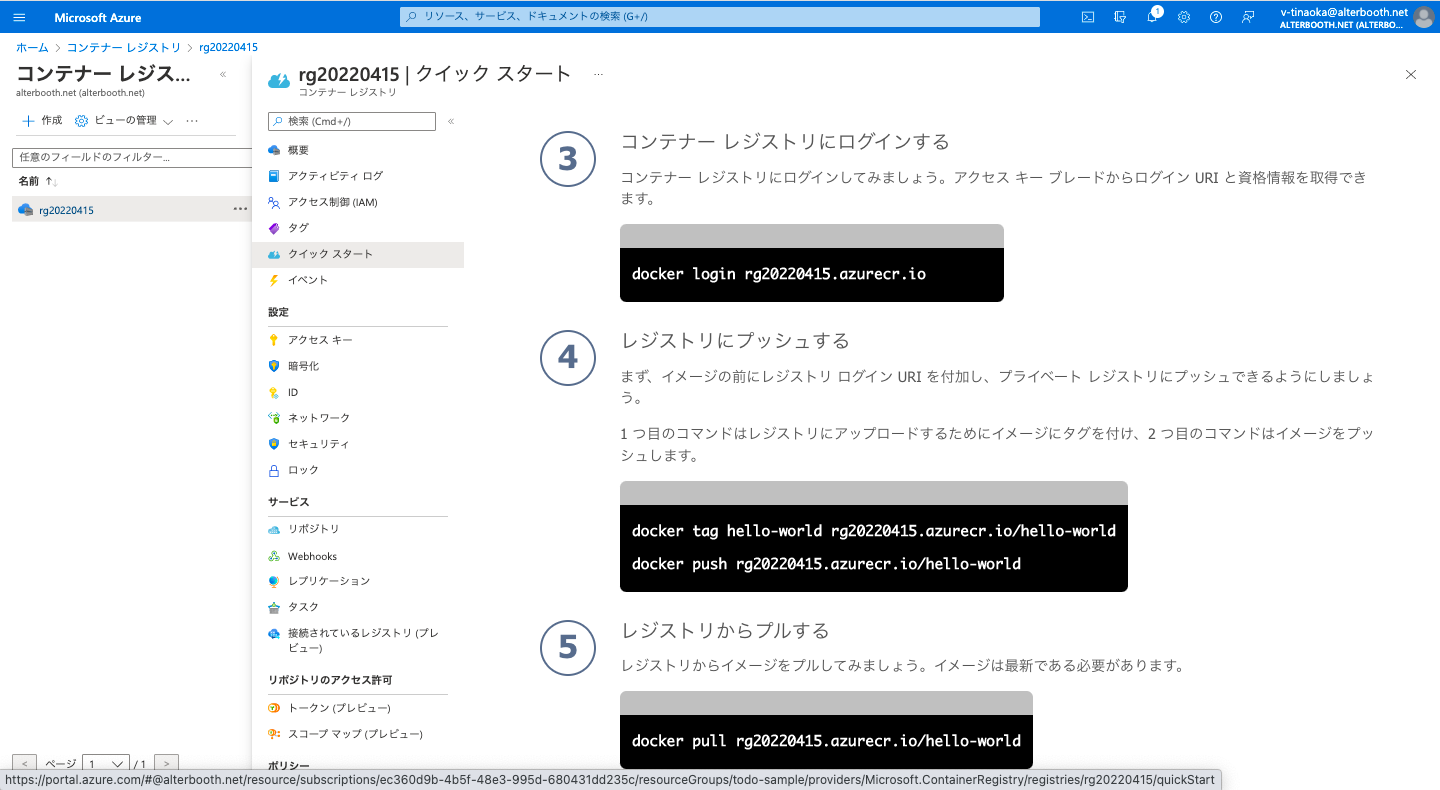 Microsoft Azure
リソース、サービス、ドキュメントの検索 (G+/)
1
v-tinaoka@alterbooth.net
ALTERBOOTH.NET (ALTERBO...
ホーム > コンテナー レジストリ > rg20220415
コンテナー レジス...
alterbooth.net (alterbooth.net)
作成
ビューの管理
任意のフィールドのフィルター...
名前
rg20220415
< ページ 1 / 1 >
rg20220415 | クイック スタート
コンテナー レジストリ
検索 (Cmd+/)
概要
アクティビティ ログ
アクセス制御 (IAM)
タグ
クイック スタート
イベント
設定
アクセス キー
暗号化
ID
ネットワーク
セキュリティ
ロック
サービス
リポジトリ
Webhooks
レプリケーション
タスク
接続されているレジストリ (プレ
ビュー)
リポジトリのアクセス許可
トークン (プレビュー)
スコープ マップ (プレビュー)
ポリシー
3
コンテナー レジストリにログインする
コンテナー レジストリにログインしてみましょう。アクセス キー ブレードからログイン URI と資格情報を取得でき
ます。
docker login rg20220415.azurecr.io
4
レジストリにプッシュする
まず、イメージの前にレジストリ ログイン URI を付加し、プライベート レジストリにプッシュできるようにしましょ
う。
1 つ目のコマンドはレジストリにアップロードするためにイメージにタグを付け、2 つ目のコマンドはイメージをプッ
シュします。
docker tag hello-world rg20220415.azurecr.io/hello-world
docker push rg20220415.azurecr.io/hello-world
5
レジストリからプルする
レジストリからイメージをプルしてみましょう。イメージは最新である必要があります。
docker pull rg20220415.azurecr.io/hello-world
https://portal.azure.com/#@alterbooth.net/resource/subscriptions/ec360d9b-4b5f-48e3-995d-680431dd235c/resourceGroups/todo-sample/providers/Microsoft.ContainerRegistry/registries/rg20220415/quickStart